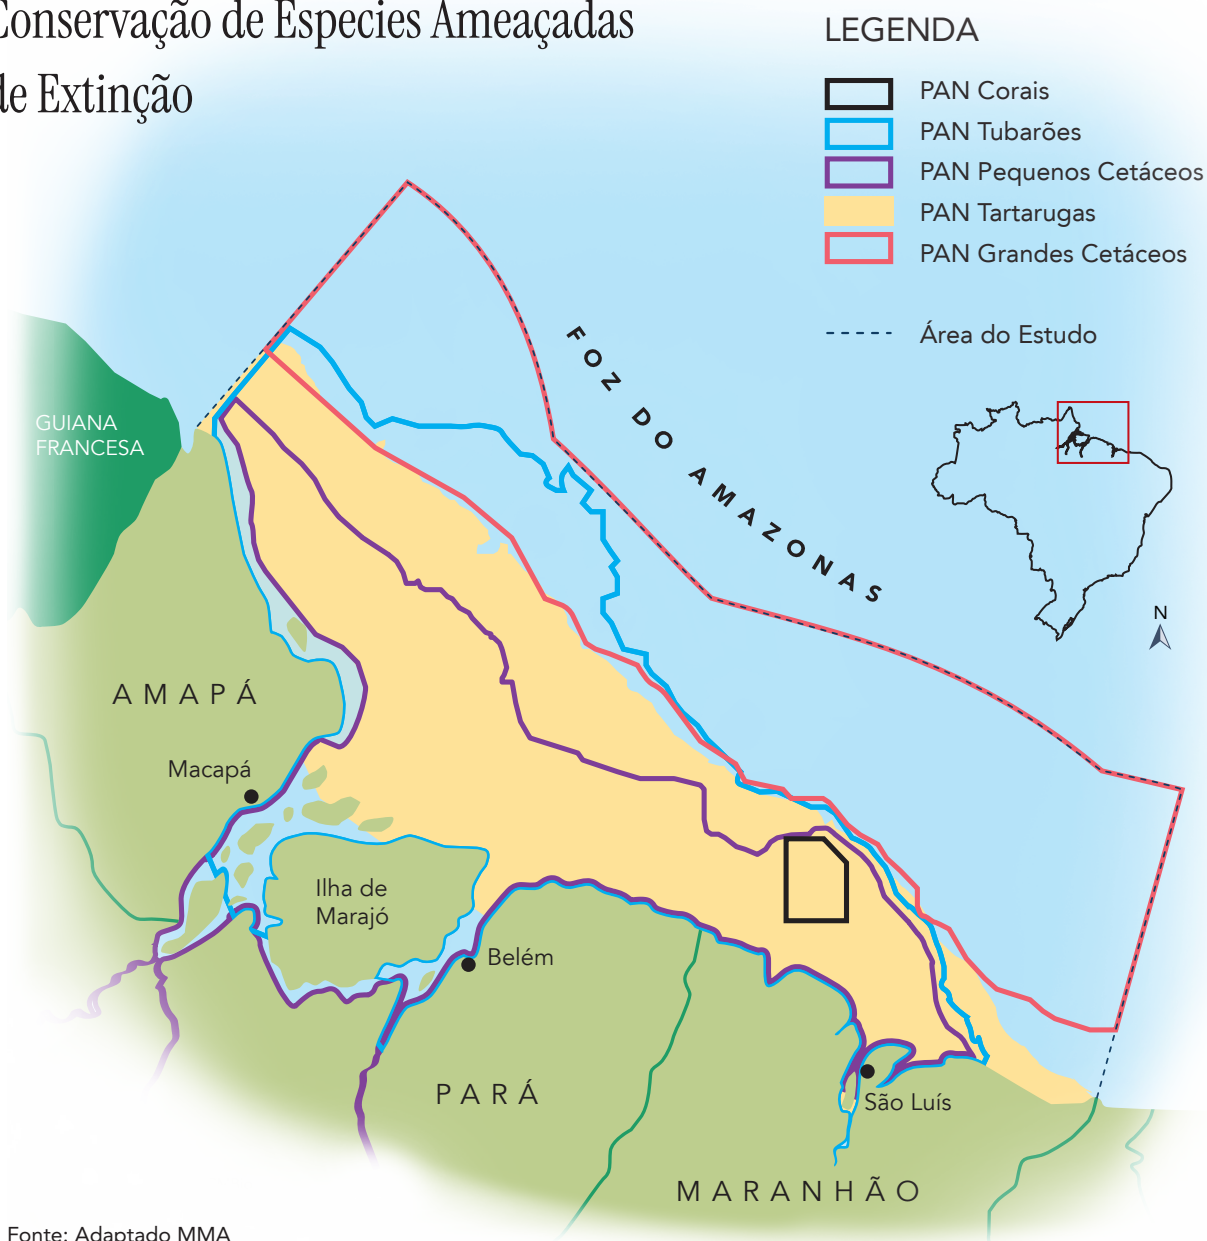 Conservação de Especies Ameaçadas
de Extinção
LEGENDA
PAN Corais
PAN Tubarões
PAN Pequenos Cetáceos
PAN Tartarugas
PAN Grandes Cetáceos
Área do Estudo
FOZ DO AMAZONAS
GUIANA
FRANCESA
N
AMAPÁ
Macapá
Ilha de
Marajó
Belém
PARÁ
São Luís
MARANHÃO
Fonte: Adaptado MMA